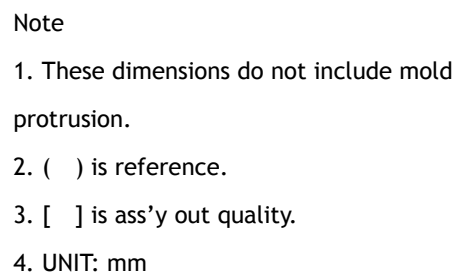 Note
1. These dimensions do not include mold
protrusion.
2. (   ) is reference.
3. [   ] is ass’y out quality.
4. UNIT: mm